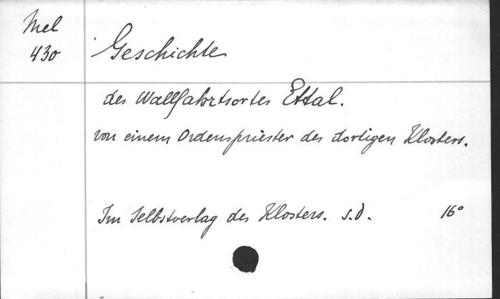 Mel
430
Geschichte
des Wallfahrtsortes Ettal.
von einem Ordenspriester des dortigen Klosters.
Im Selbstverlag des Klosters. s.d. 16°